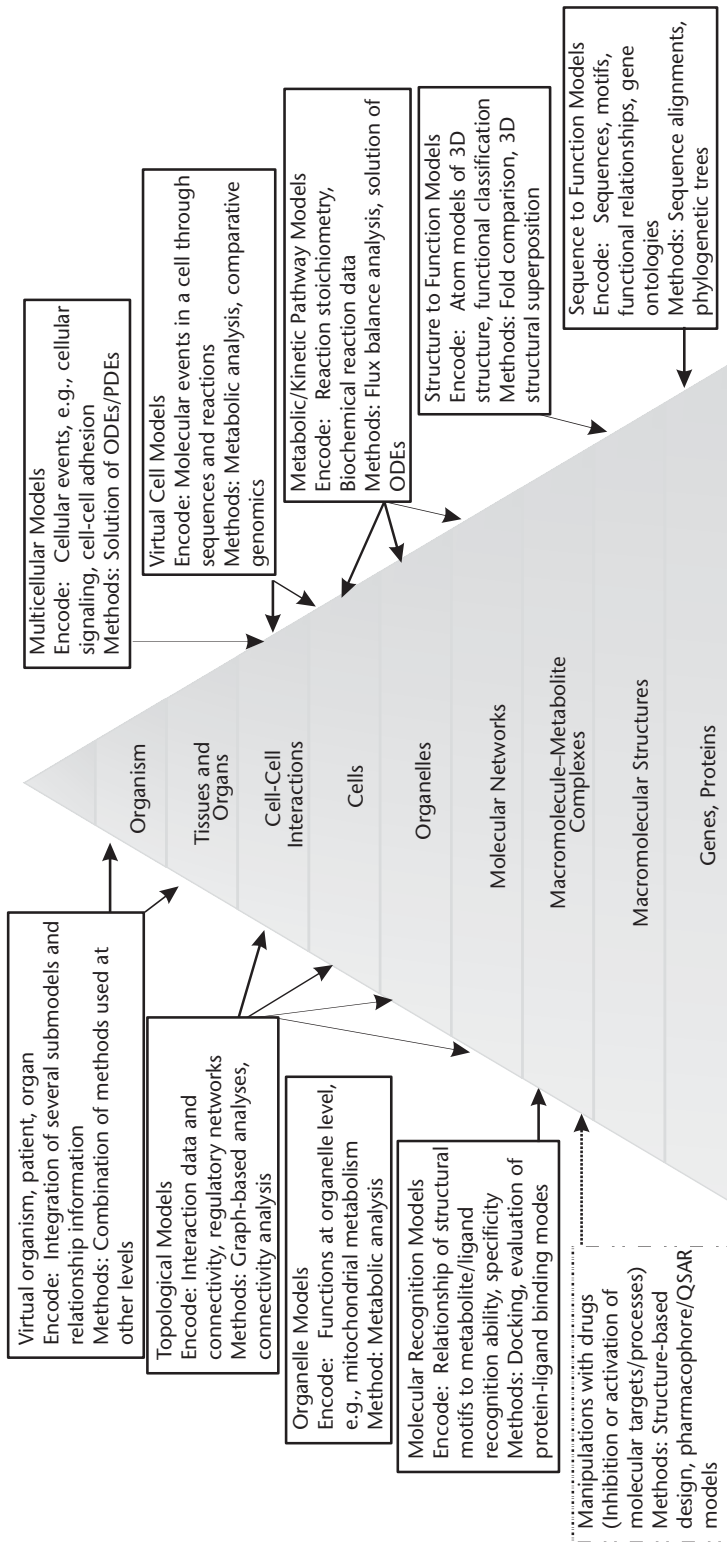 Virtual organism, patient, organ
Encode: Integration of several submodels and
relationship information
Methods: Combination of methods used at
other levels
Topological Models
Encode: Interaction data and
connectivity, regulatory networks
Methods: Graph-based analyses,
connectivity analysis
Organelle Models
Encode: Functions at organelle level,
e.g., mitochondrial metabolism
Method: Metabolic analysis
Molecular Recognition Models
Encode: Relationship of structural
motifs to metabolite/ligand
recognition ability, specificity
Methods: Docking, evaluation of
protein-ligand binding modes
Manipulations with drugs
(Inhibition or activation of
molecular targets/processes)
Methods: Structure-based
design, pharmacophore/QSAR
models
Organism
Tissues and
Organs
Cell-Cell
Interactions
Cells
Organelles
Molecular Networks
Macromolecule–Metabolite
Complexes
Macromolecular Structures
Genes, Proteins
Multicellular Models
Encode: Cellular events, e.g., cellular
signaling, cell-cell adhesion
Methods: Solution of ODEs/PDEs
Virtual Cell Models
Encode: Molecular events in a cell through
sequences and reactions
Methods: Metabolic analysis, comparative
genomics
Metabolic/Kinetic Pathway Models
Encode: Reaction stoichiometry,
Biochemical reaction data
Methods: Flux balance analysis, solution of
ODEs
Structure to Function Models
Encode: Atom models of 3D
structure, functional classification
Methods: Fold comparison, 3D
structural superposition
Sequence to Function Models
Encode: Sequences, motifs,
functional relationships, gene
ontologies
Methods: Sequence alignments,
phylogenetic trees